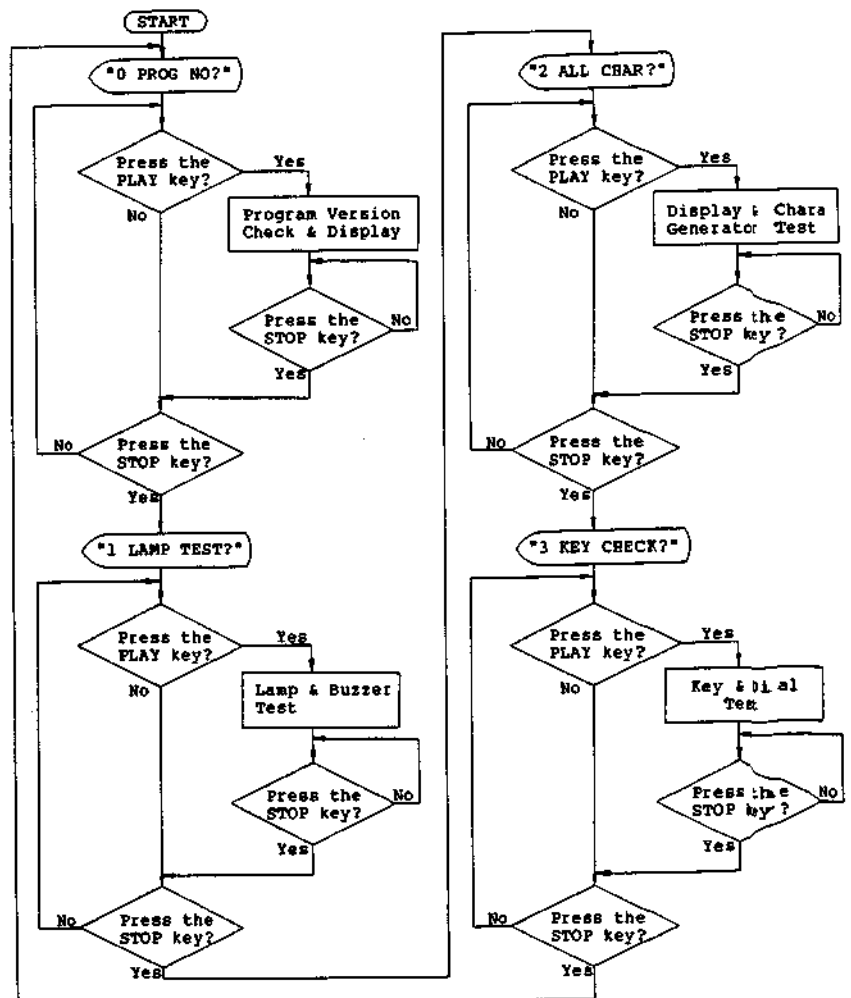 START
"0 PROG NO?"
Press the
PLAY key?
Yes
No
Program Version
Check & Display
Press the
STOP key?
No
Yes
Press the
STOP key?
No
Yes
"1 LAMP TEST?"
Press the
PLAY key?
Yes
No
Lamp & Buzzer
Test
Press the
STOP key?
No
Yes
Press the
STOP key?
No
Yes
"2 ALL CHAR?"
Press the
PLAY key?
Yes
No
Display & Chara
Generator Test
Press the
STOP key?
No
Yes
Press the
STOP key?
No
Yes
"3 KEY CHECK?"
Press the
PLAY key?
Yes
No
Key & Dial
Test
Press the
STOP key?
No
Yes
Press the
STOP key?
No
Yes